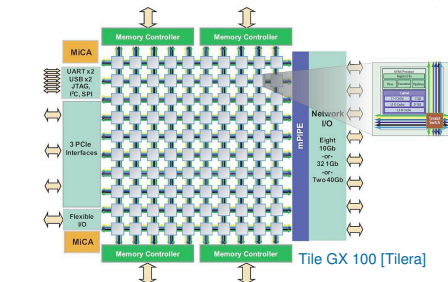 Memory Controller
Memory Controller
MiCA
UART x2
USB x2
JTAG,
I²C, SPI
3 PCIe
Interfaces
Flexible
I/O
MiCA
mPIPE
Network
I/O
Eight
10Gb
-or-
32 1Gb
-or-
Two 40Gb
Memory Controller
Memory Controller
Tile GX 100 [Tilera]